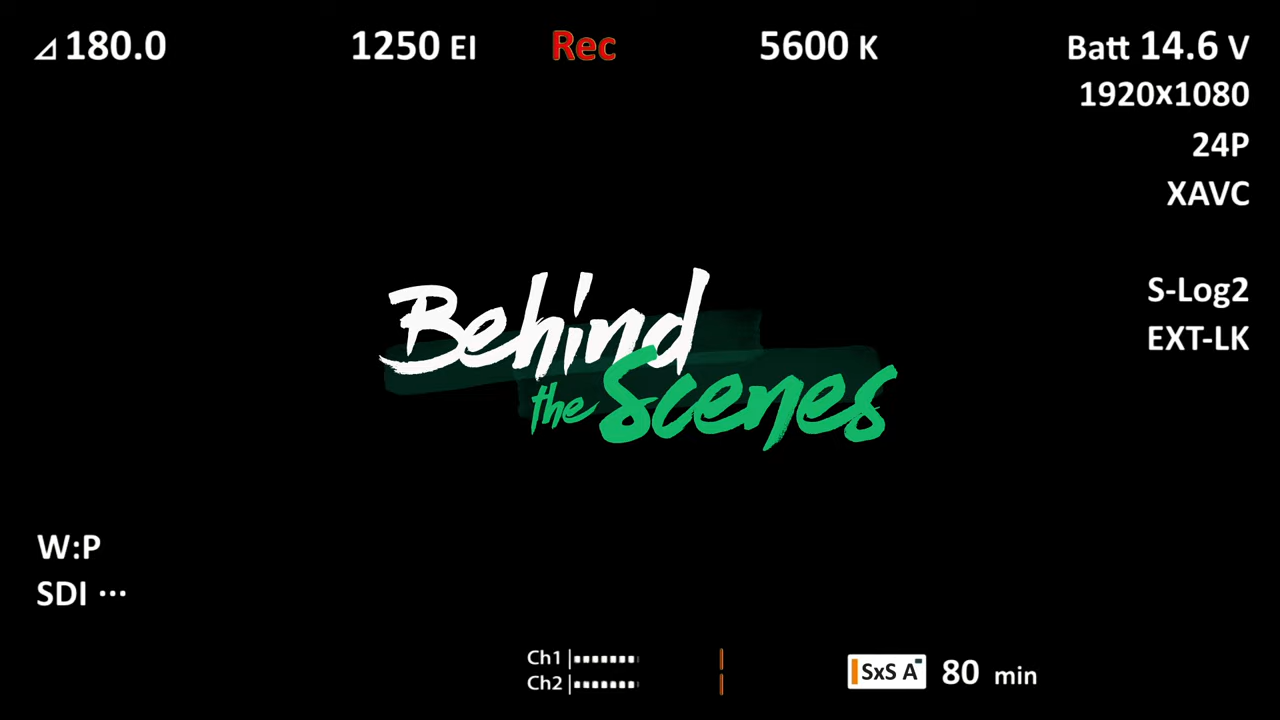 ⊿180.0 1250 EI Rec 5600 K Batt 14.6 V
1920x1080
24P
XAVC
S-Log2
EXT-LK
Behind
the Scenes
W:P
SDI ···
Ch1
Ch2
SxS A 80 min